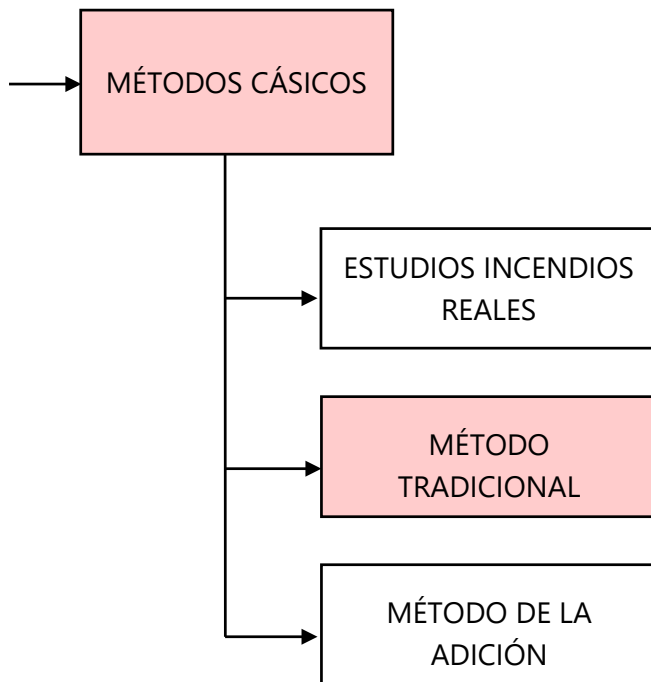 MÉTODOS CÁSICOS
ESTUDIOS INCENDIOS
REALES
MÉTODO
TRADICIONAL
MÉTODO DE LA
ADICIÓN